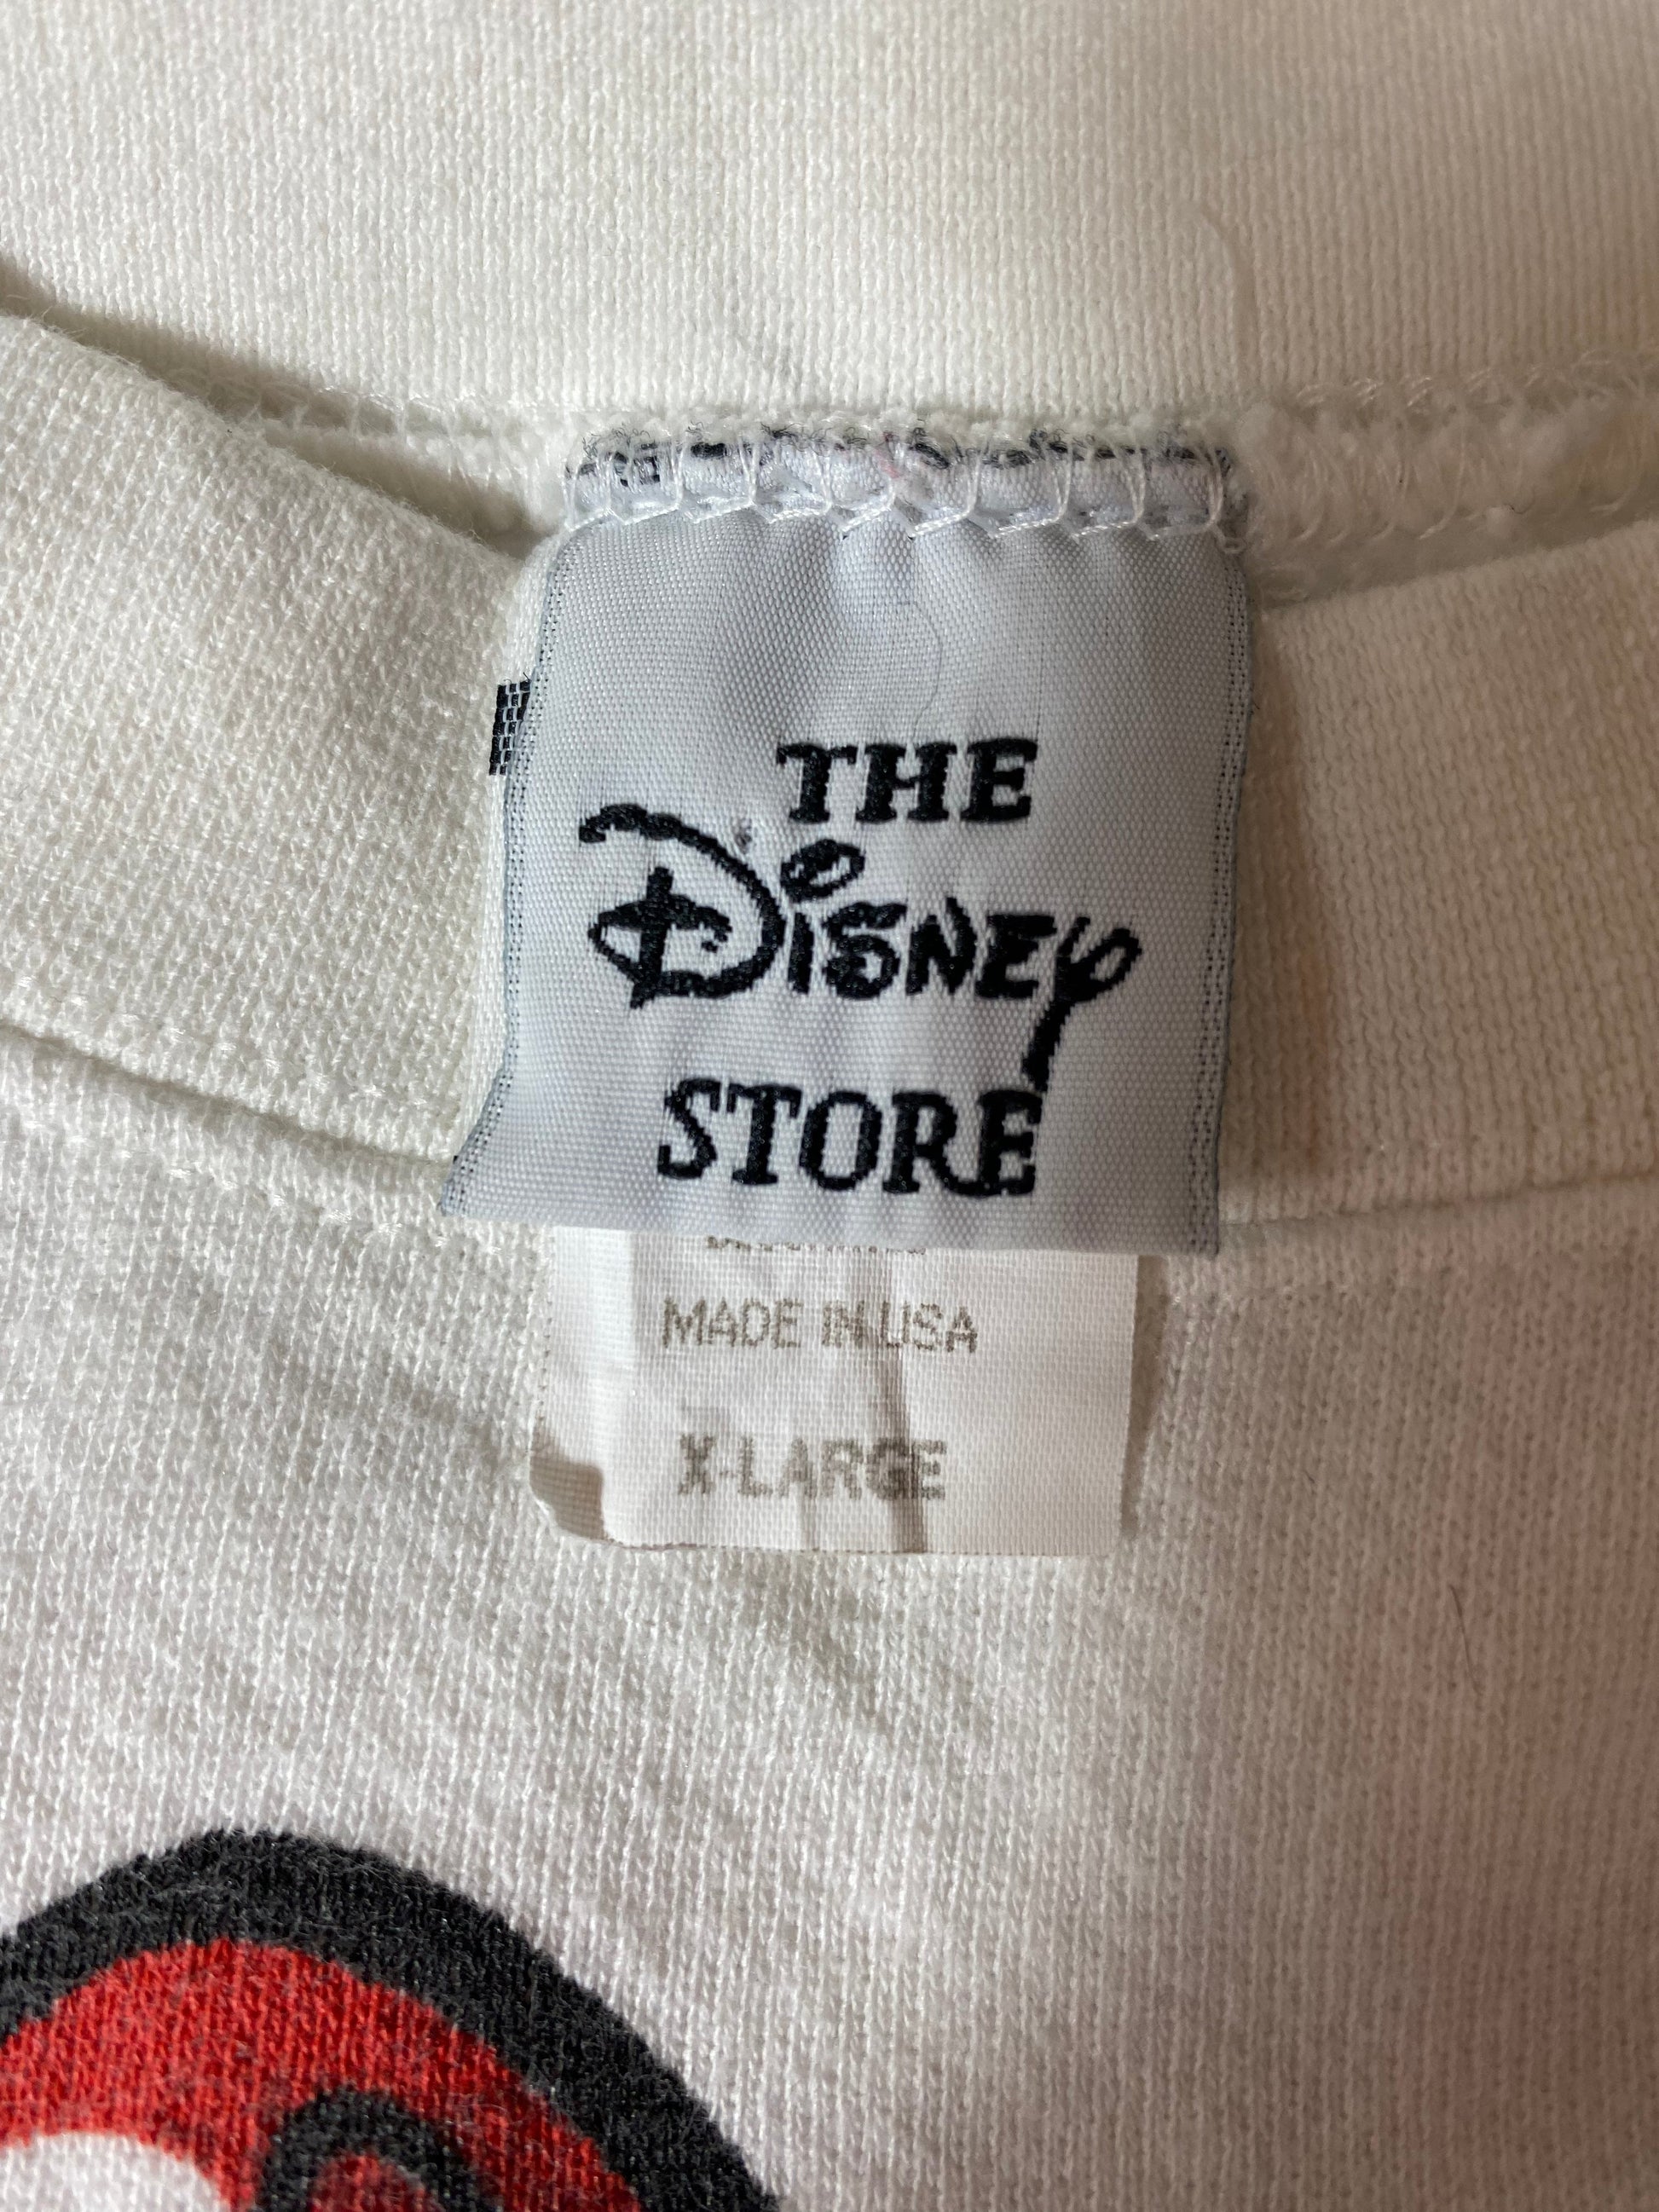 THE
Disney
STORE
MADE IN USA
X-LARGE